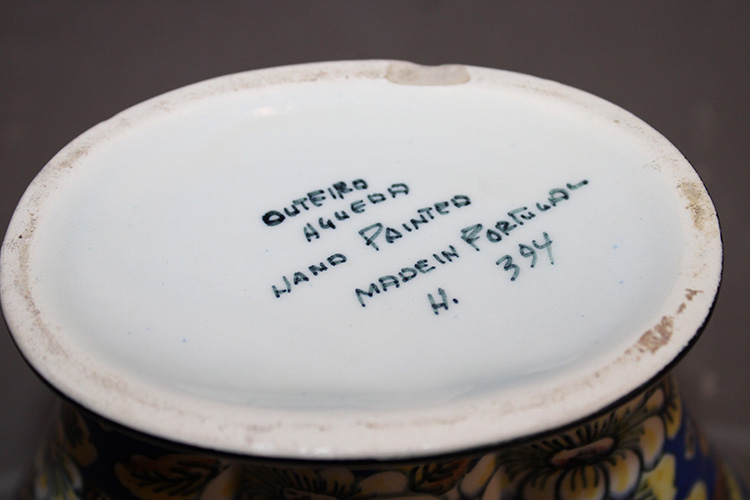 OUTEIRO
AGUEDA
HAND PAINTED
MADE IN PORTUGAL
H. 394